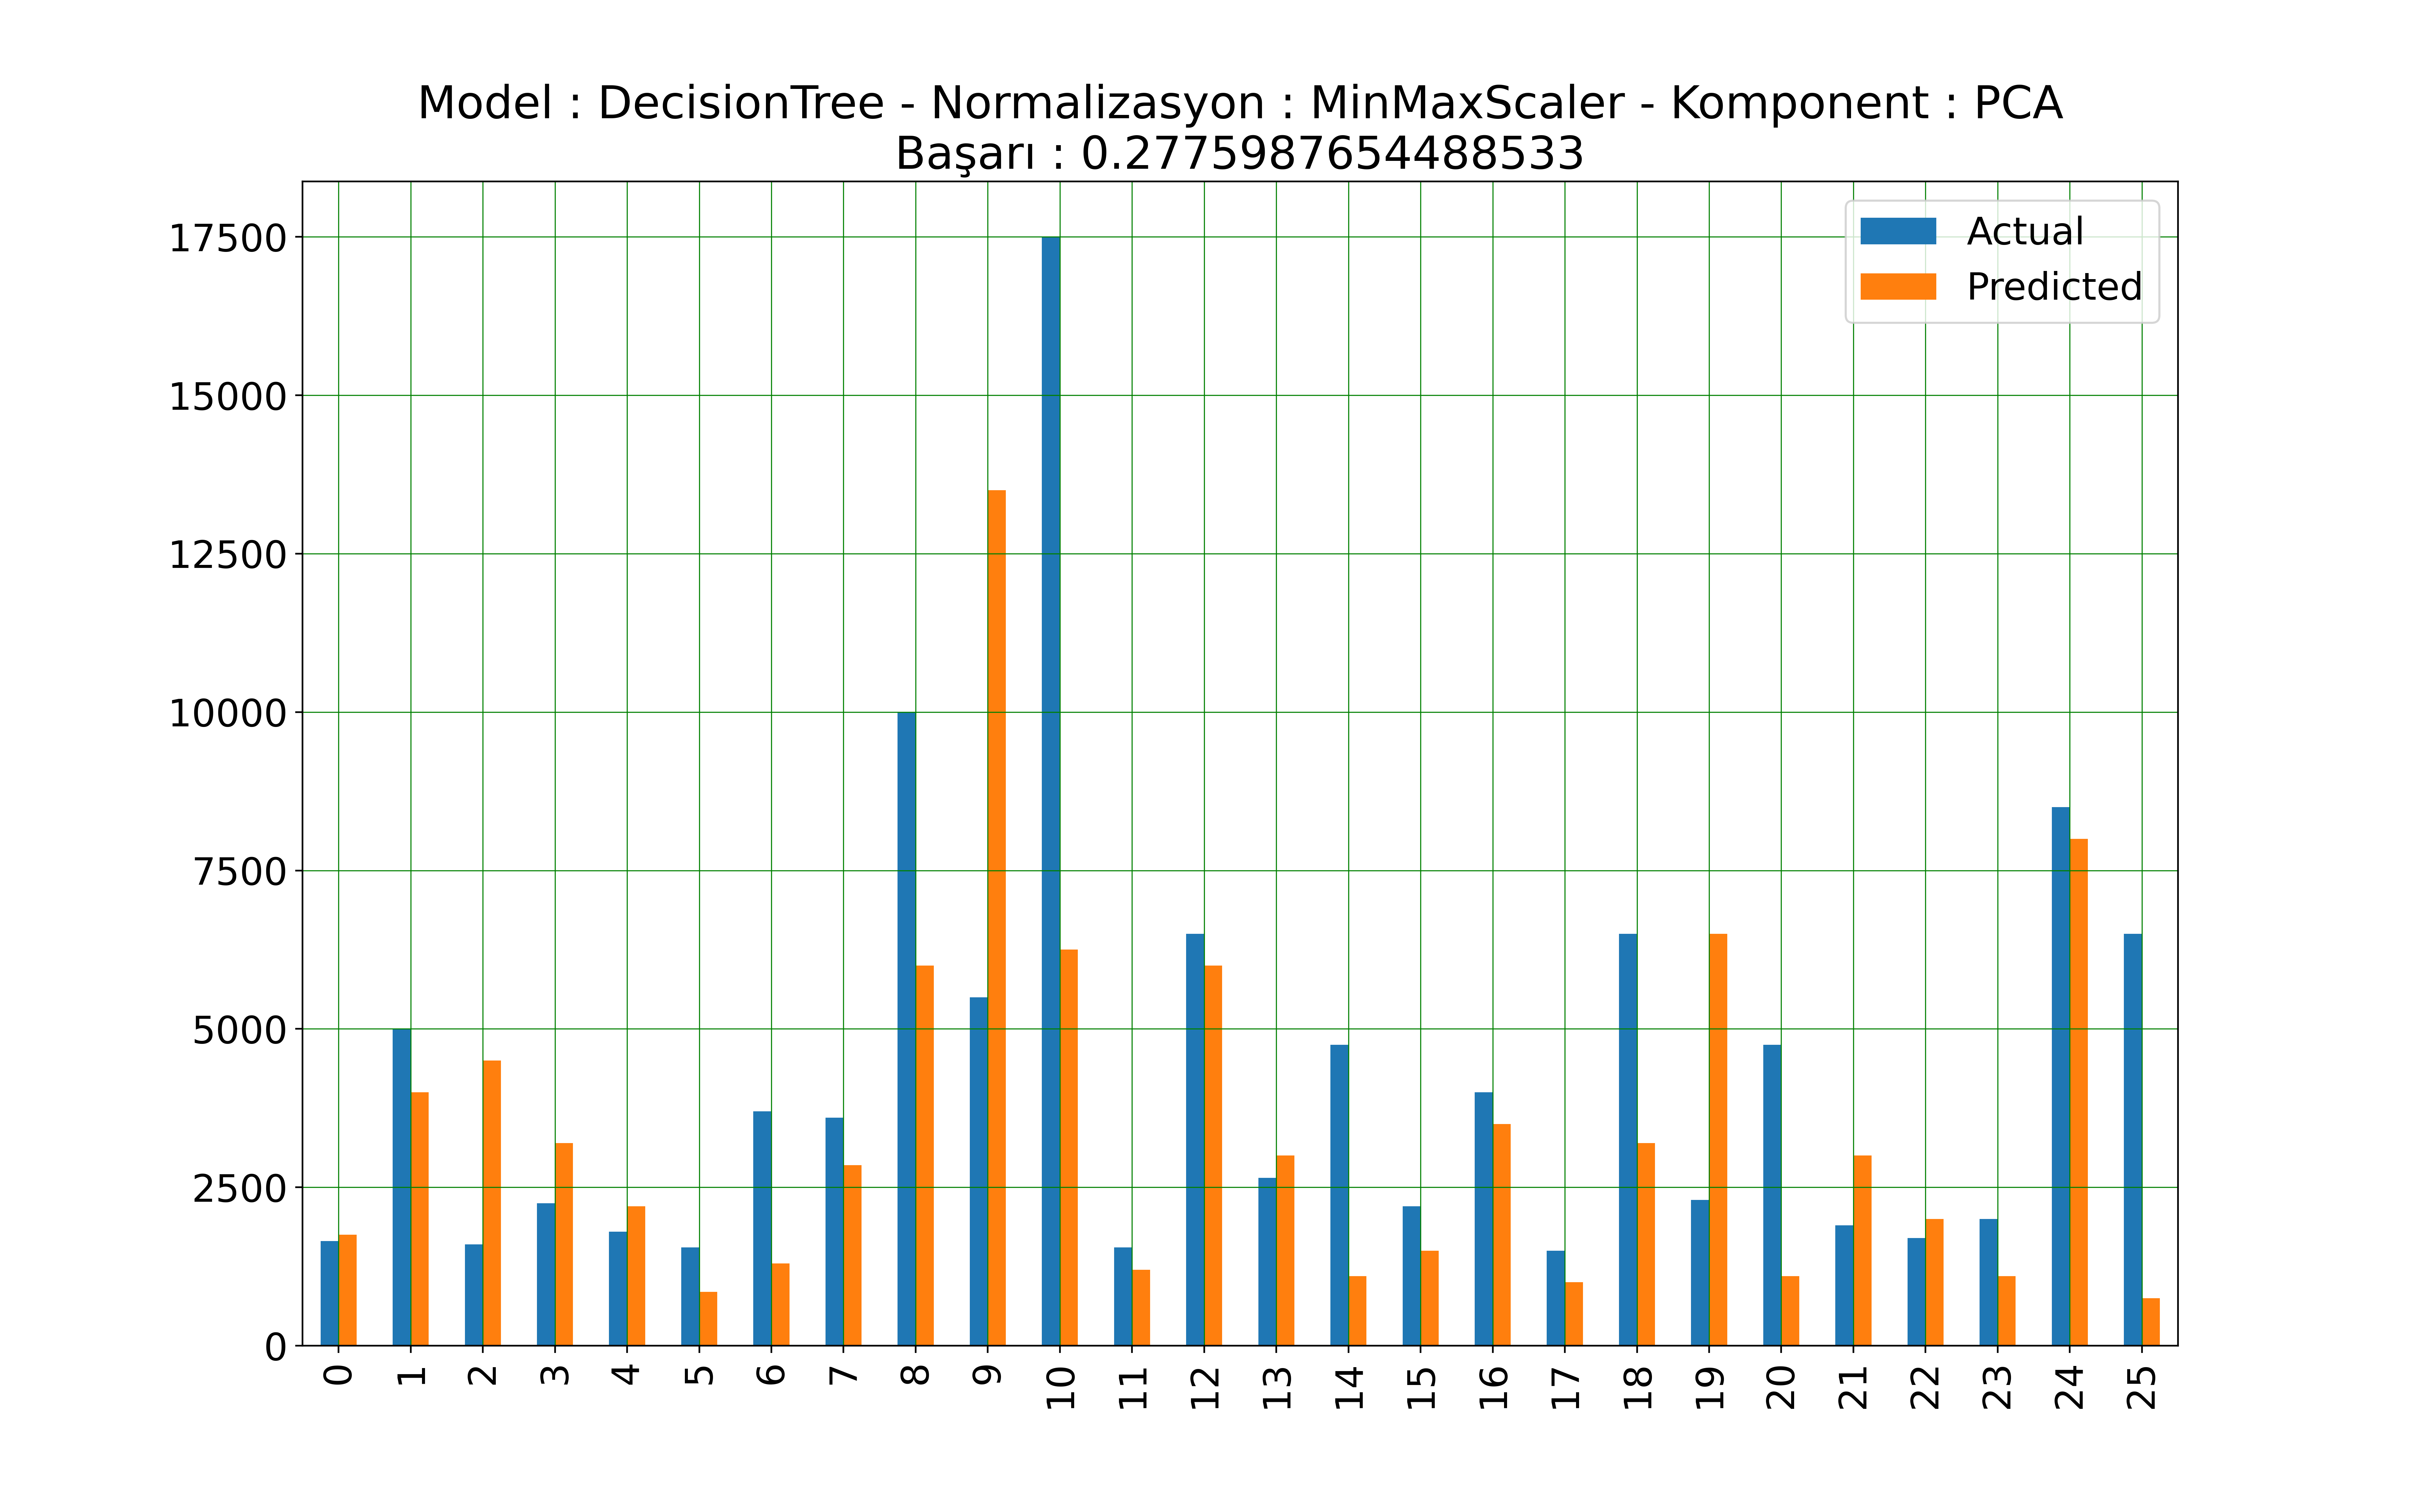 Model : DecisionTree - Normalizasyon : MinMaxScaler - Komponent : PCA
Başarı : 0.2775987654488533
Actual
Predicted
17500
15000
12500
10000
7500
5000
2500
0
0 1 2 3 4 5 6 7 8 9 10 11 12 13 14 15 16 17 18 19 20 21 22 23 24 25